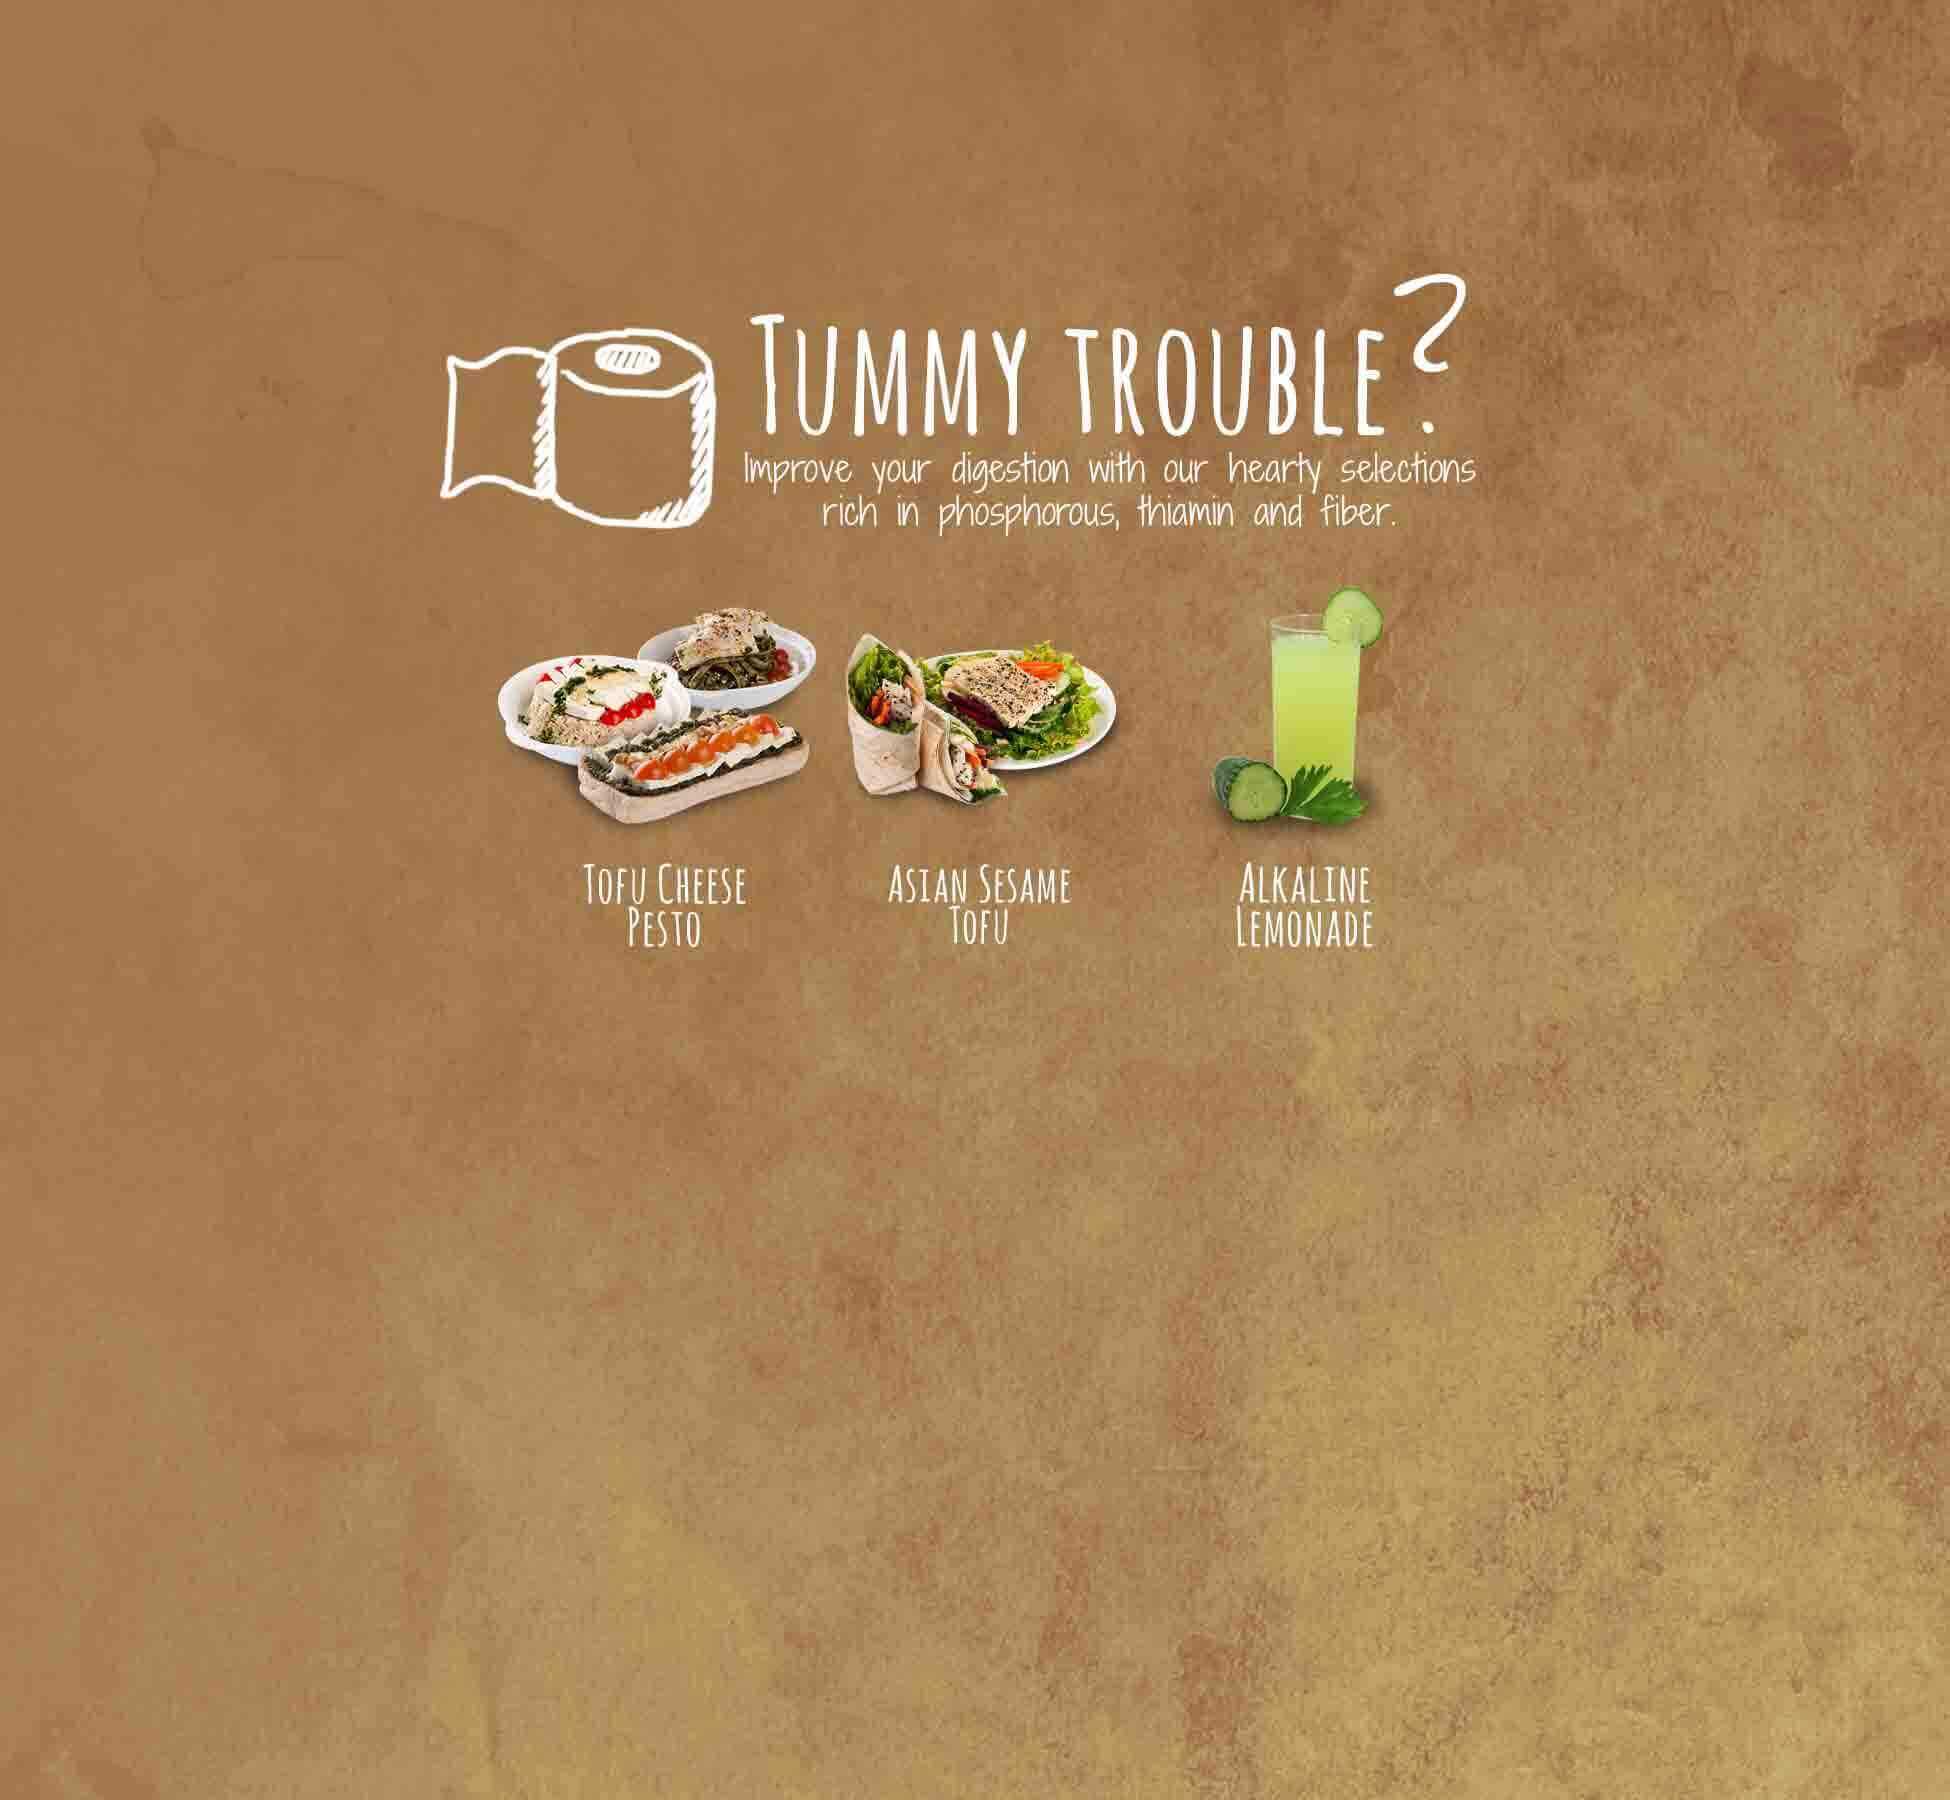 Tummy trouble?
Improve your digestion with our hearty selections
rich in phosphorous, thiamin and fiber.
Tofu Cheese
Pesto
Asian Sesame
Tofu
Alkaline
Lemonade